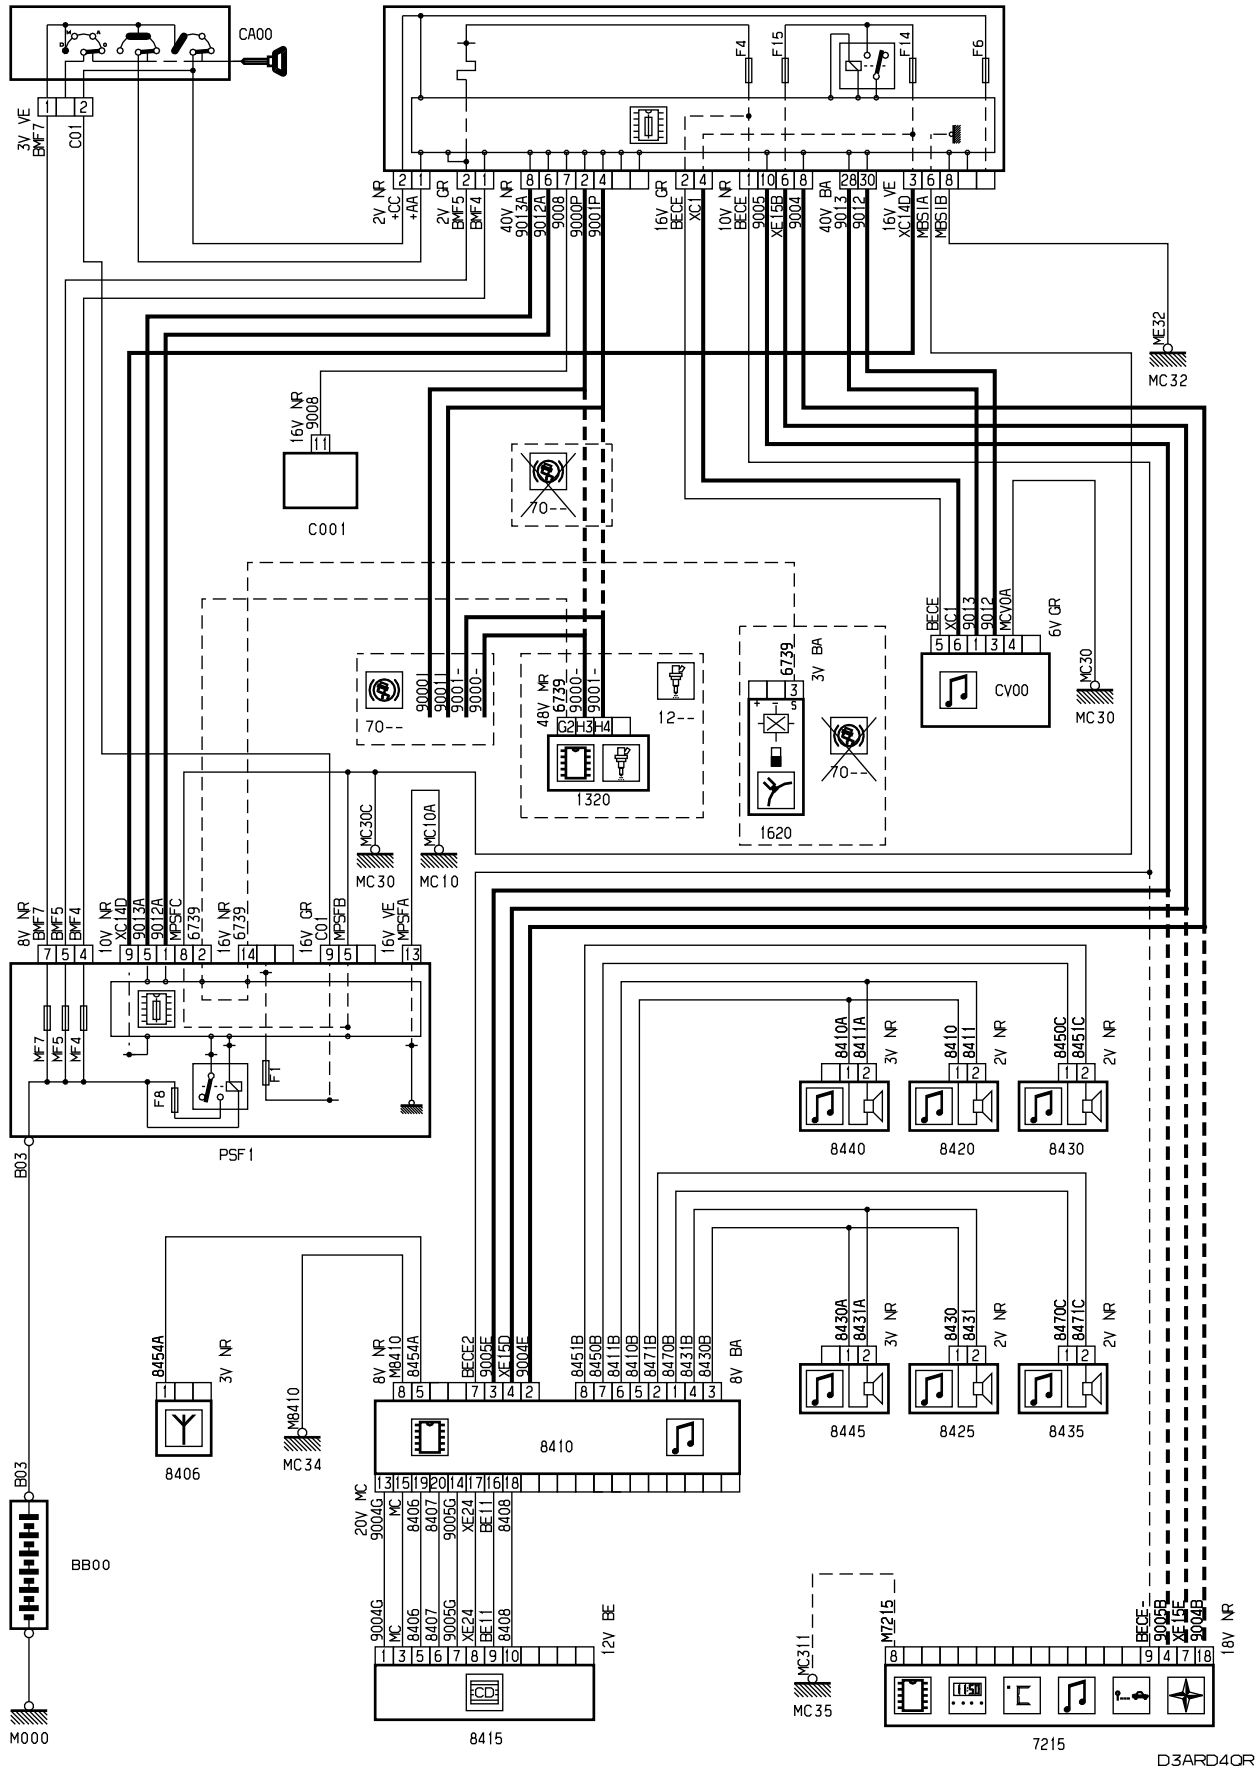 CA00
M A
D G
1 2
3V VE
BMF7
C01
F4
F15
F14
F6
2 1 2 1 8 6 7 2 4 2 4 1 10 6 8 28 30 3 6 8
2V NR
+CC
+AA
2V GR
BMF5
BMF4
40V NR
9013A
9012A
9008
9000P
9001P
16V GR
BECE
XC1
10V NR
BECE
9005
XE15B
9004
40V BA
9013
9012
16V VE
XC14D
MBSIA
MBSIB
ME32
MC32
16V NR
9008
11
C001
70--
BECE
XC1
9013
9012
MCV0A
6V GR
5 6 1 3 4
CV00
MC30
MC30
9000I
9001I
9001-
9000-
70--
48V MR
6739
9000-
9001-
G2 H3 H4
12--
1320
6739
3V BA
3
+ - S
70--
1620
MC30C
MC30
MC10A
MC10
8V NR
BMF7
BMF5
BMF4
10V NR
XC14D
9013A
9012A
MPSFC
6739
16V NR
6739
16V GR
C01
MPSFB
16V VE
MPSFA
7 5 4 9 5 1 8 2 14 9 5 13
MF7
MF5
MF4
F8
F1
PSF1
B03
8410A
8411A
3V NR
8410
8411
2V NR
8450C
8451C
2V NR
1 2 1 2 1 2
8440
8420
8430
8430A
8431A
3V NR
8430
8431
2V NR
8470C
8471C
2V NR
1 2 1 2 1 2
8445
8425
8435
8454A
3V NR
1
8406
M8410
MC34
8V NR
M8410
8454A
BECE2
9005E
XE15D
9004E
8451B
8450B
8411B
8410B
8471B
8470B
8431B
8430B
8V BA
8 5 7 3 4 2 8 7 6 5 2 1 4 3
8410
13 15 19 20 14 17 16 18
20V MC
9004G
MC
8406
8407
9005G
XE24
BE11
8408
9004G
MC
8406
8407
9005G
XE24
BE11
8408
12V BE
1 3 5 6 7 8 9 10
CD
8415
B03
BB00
M000
MC311
MC35
M7215
BECE-
9005B
XE15E
9004B
18V NR
8 9 4 7 18
11:50
°C
7215
D3ARD4QR